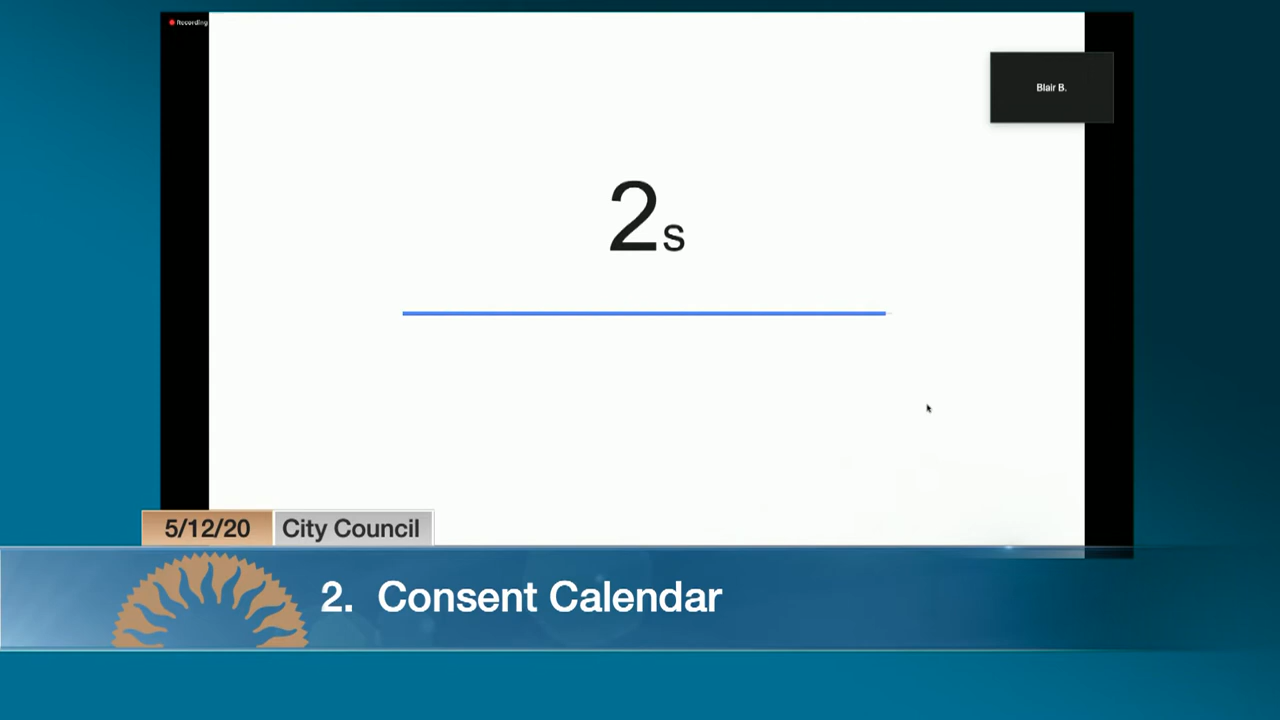 Recording
Blair B.
2s
5/12/20 City Council
2. Consent Calendar